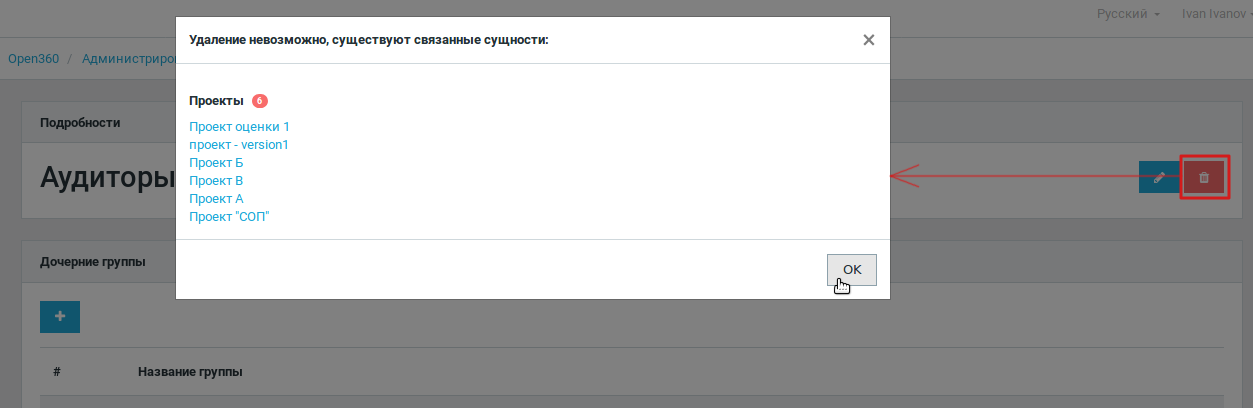 Русский Ivan Ivanov
Удаление невозможно, существуют связанные сущности:
Open360 / Администриро
Проекты 6
Подробности
Проект оценки 1
проект - version1
Проект Б
Аудиторы
Проект В
Проект А
Проект "СОП"
Дочерние группы
OK
# Название группы